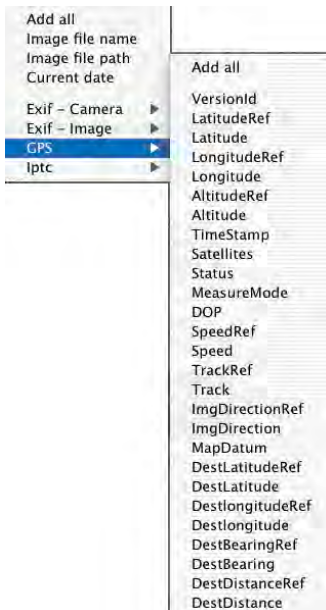 Add all
Image file name
Image file path
Current date
Exif – Camera
Exif – Image
GPS
Iptc
Add all
VersionId
LatitudeRef
Latitude
LongitudeRef
Longitude
AltitudeRef
Altitude
TimeStamp
Satellites
Status
MeasureMode
DOP
SpeedRef
Speed
TrackRef
Track
ImgDirectionRef
ImgDirection
MapDatum
DestLatitudeRef
DestLatitude
DestlongitudeRef
Destlongitude
DestBearingRef
DestBearing
DestDistanceRef
DestDistance